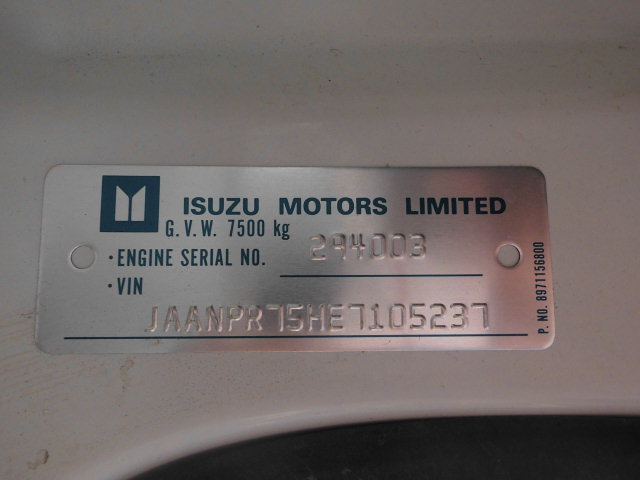 ISUZU MOTORS LIMITED
G.V.W. 7500 kg
·ENGINE SERIAL NO. 294003
·VIN
JAANPR75HE7105237
P. NO. 8971156800